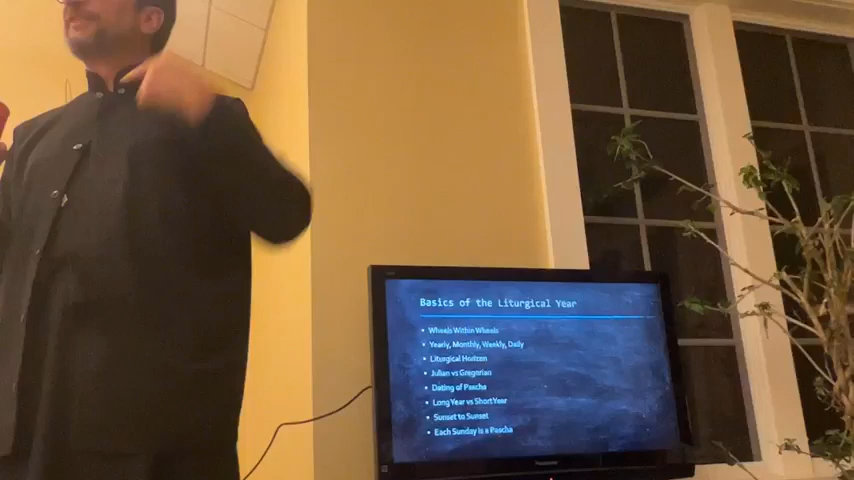 Basics of the Liturgical Year
• Wheels Within Wheels
• Yearly, Monthly, Weekly, Daily
• Liturgical Horizon
• Julian vs Gregorian
• Dating of Pascha
• Long Year vs Short Year
• Sunset to Sunset
• Each Sunday is a Pascha
Panasonic